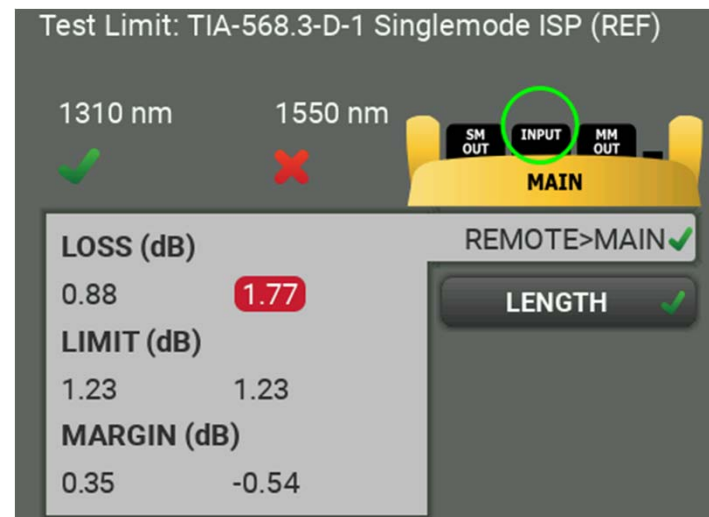 Test Limit: TIA-568.3-D-1 Singlemode ISP (REF)
1310 nm 1550 nm
SM OUT INPUT MM OUT
MAIN
REMOTE>MAIN
LENGTH
LOSS (dB)
0.88 1.77
LIMIT (dB)
1.23 1.23
MARGIN (dB)
0.35 -0.54